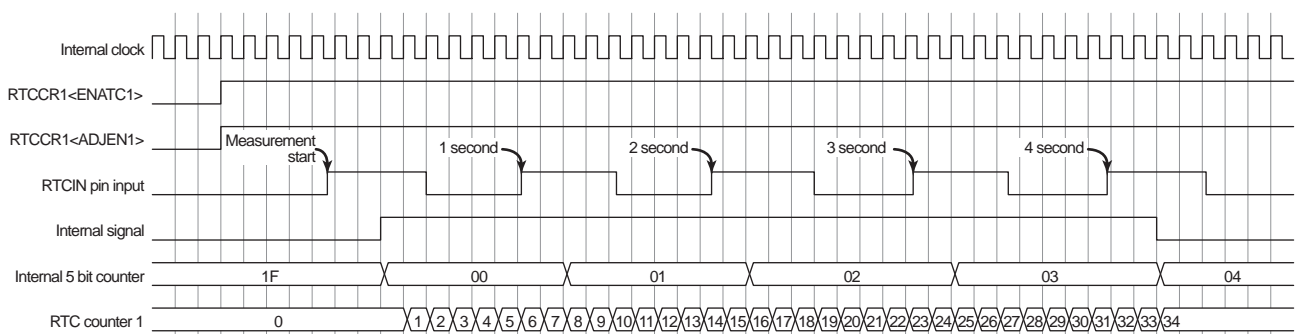 Internal clock
RTCCR1<ENATC1>
RTCCR1<ADJEN1>
Measurement
start
1 second
2 second
3 second
4 second
RTCIN pin input
Internal signal
Internal 5 bit counter
1F
00
01
02
03
04
RTC counter 1
0
1 2 3 4 5 6 7 8 9 10 11 12 13 14 15 16 17 18 19 20 21 22 23 24 25 26 27 28 29 30 31 32 33 34